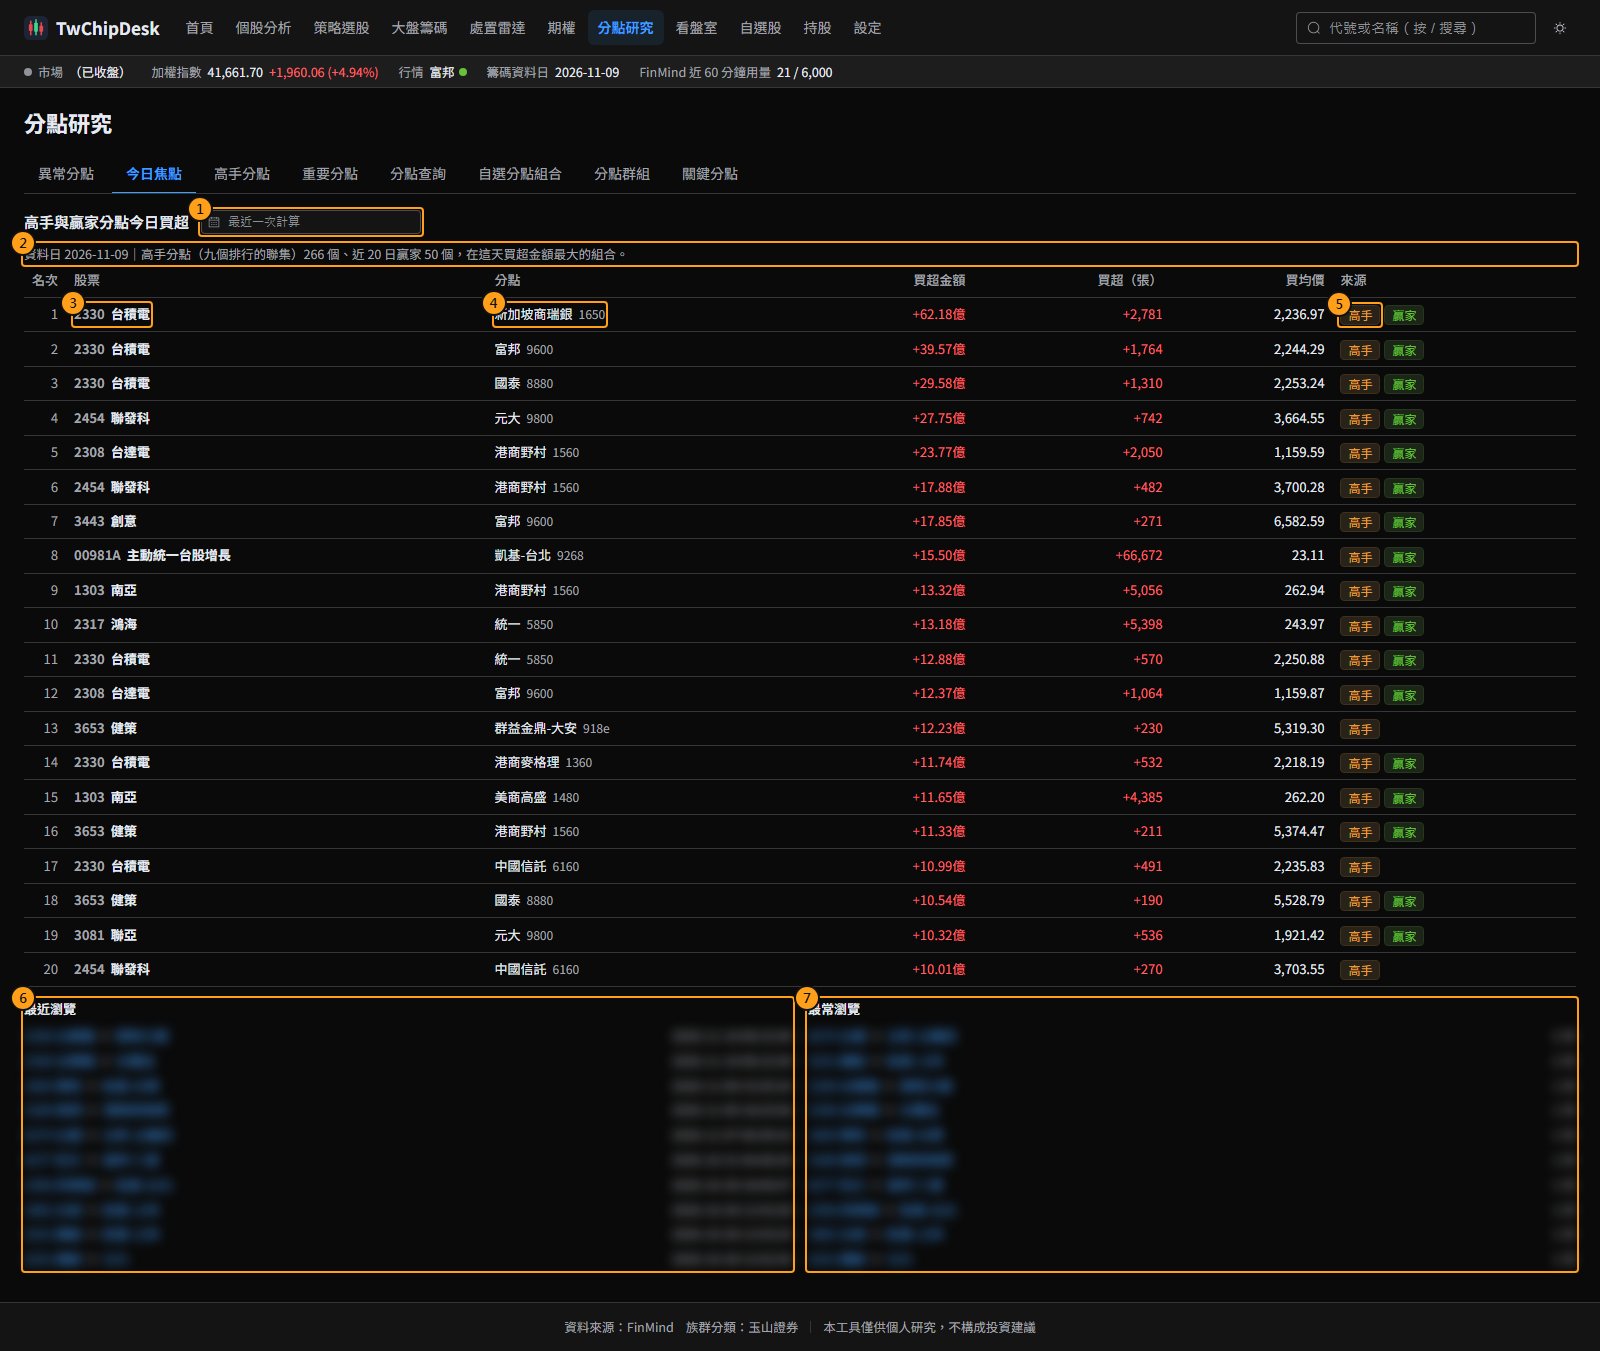 TwChipDesk 首頁 個股分析 策略選股 大盤籌碼 處置雷達 期權 分點研究 看盤室 自選股 持股 設定 代號或名稱 ( 按 / 搜尋 )
市場 （已收盤） 加權指數 41,661.70 +1,960.06 (+4.94%) 行情 富邦 籌碼資料日 2026-11-09 FinMind 近 60 分鐘用量 21 / 6,000
分點研究
異常分點 今日焦點 高手分點 重要分點 分點查詢 自選分點組合 分點群組 關鍵分點
高手與贏家分點今日買超 1 最近一次計算
2
資料日 2026-11-09｜高手分點（九個排行的聯集）266 個、近 20 日贏家 50 個，在這天買超金額最大的組合。
名次 股票 分點 買超金額 買超（張） 買均價 來源
3 4 5
1 2330 台積電 新加坡商瑞銀 1650 +62.18億 +2,781 2,236.97 高手 贏家
2 2330 台積電 富邦 9600 +39.57億 +1,764 2,244.29 高手 贏家
3 2330 台積電 國泰 8880 +29.58億 +1,310 2,253.24 高手 贏家
4 2454 聯發科 元大 9800 +27.75億 +742 3,664.55 高手 贏家
5 2308 台達電 港商野村 1560 +23.77億 +2,050 1,159.59 高手 贏家
6 2454 聯發科 港商野村 1560 +17.88億 +482 3,700.28 高手 贏家
7 3443 創意 富邦 9600 +17.85億 +271 6,582.59 高手 贏家
8 00981A 主動統一台股增長 凱基-台北 9268 +15.50億 +66,672 23.11 高手 贏家
9 1303 南亞 港商野村 1560 +13.32億 +5,056 262.94 高手 贏家
10 2317 鴻海 統一 5850 +13.18億 +5,398 243.97 高手 贏家
11 2330 台積電 統一 5850 +12.88億 +570 2,250.88 高手 贏家
12 2308 台達電 富邦 9600 +12.37億 +1,064 1,159.87 高手 贏家
13 3653 健策 群益金鼎-大安 918e +12.23億 +230 5,319.30 高手
14 2330 台積電 港商麥格理 1360 +11.74億 +532 2,218.19 高手 贏家
15 1303 南亞 美商高盛 1480 +11.65億 +4,385 262.20 高手 贏家
16 3653 健策 港商野村 1560 +11.33億 +211 5,374.47 高手 贏家
17 2330 台積電 中國信託 6160 +10.99億 +491 2,235.83 高手
18 3653 健策 國泰 8880 +10.54億 +190 5,528.79 高手 贏家
19 3081 聯亞 元大 9800 +10.32億 +536 1,921.42 高手 贏家
20 2454 聯發科 中國信託 6160 +10.01億 +270 3,703.55 高手
6 7
最近瀏覽 最常瀏覽
資料來源：FinMind 族群分類：玉山證券 ｜ 本工具僅供個人研究，不構成投資建議